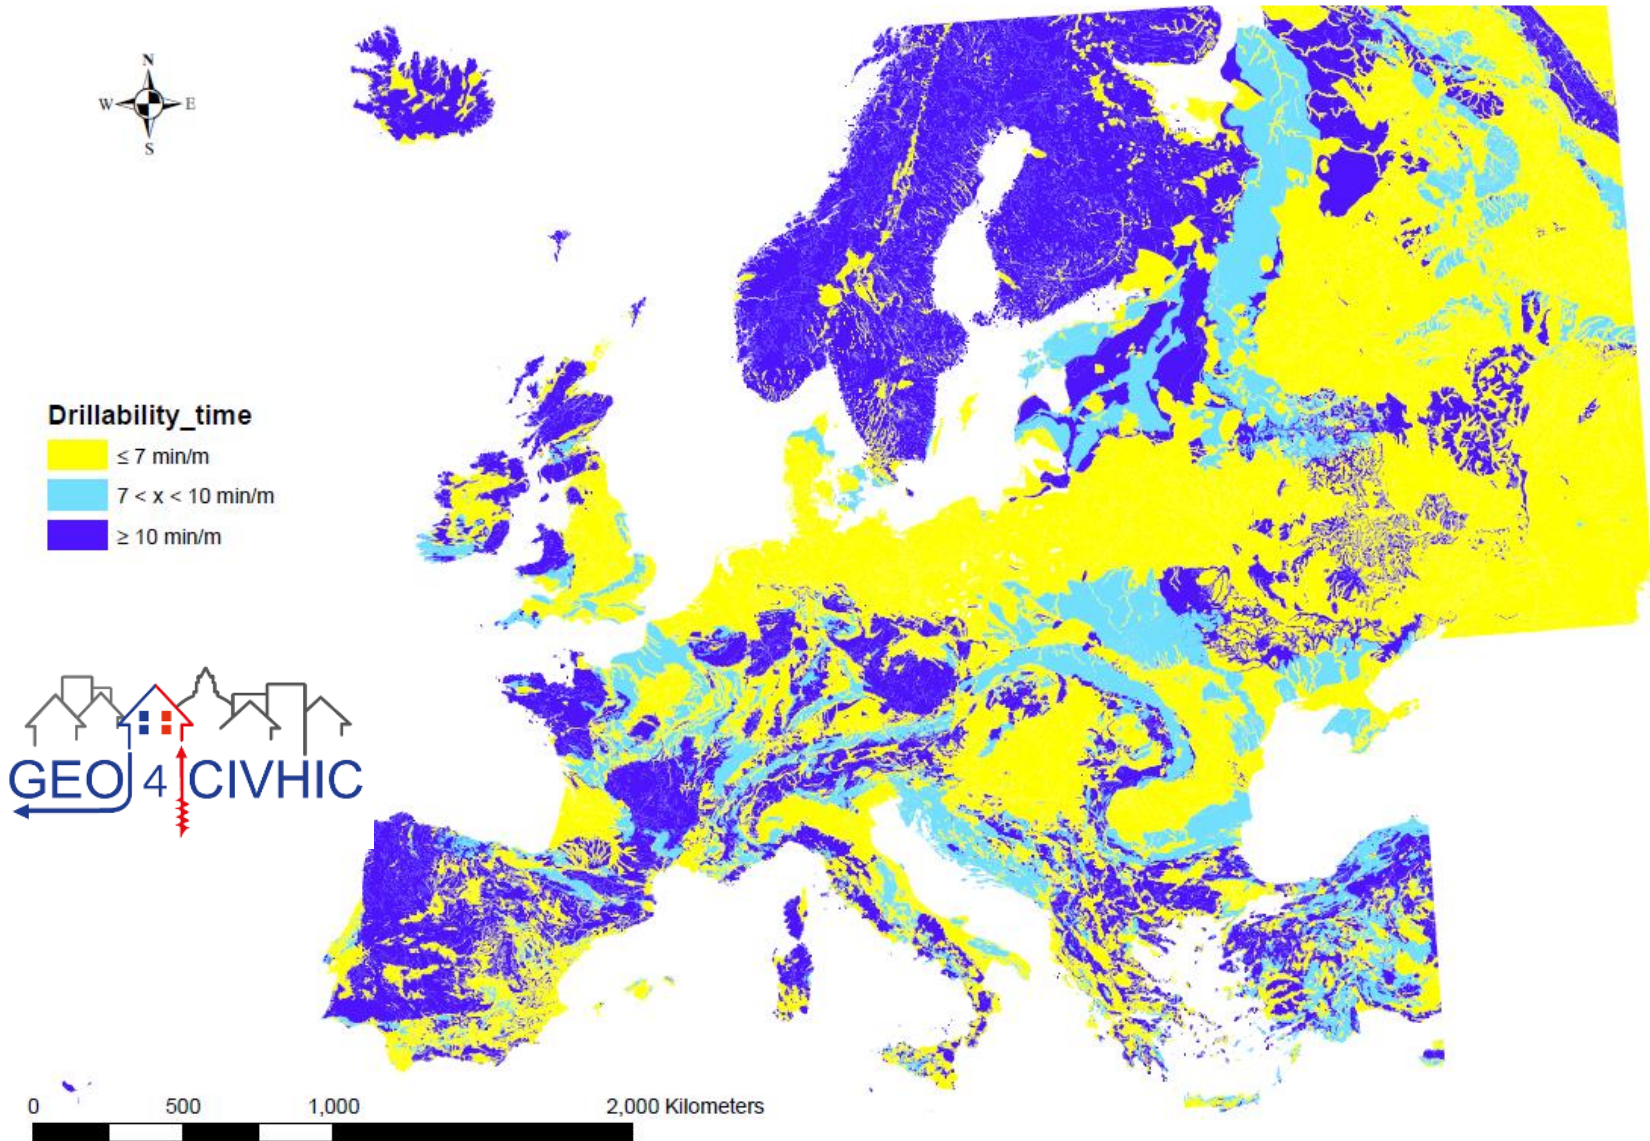 N
W E
S
Drillability_time
≤ 7 min/m
7 < x < 10 min/m
≥ 10 min/m
GEO 4 CIVHIC
0 500 1,000 2,000 Kilometers